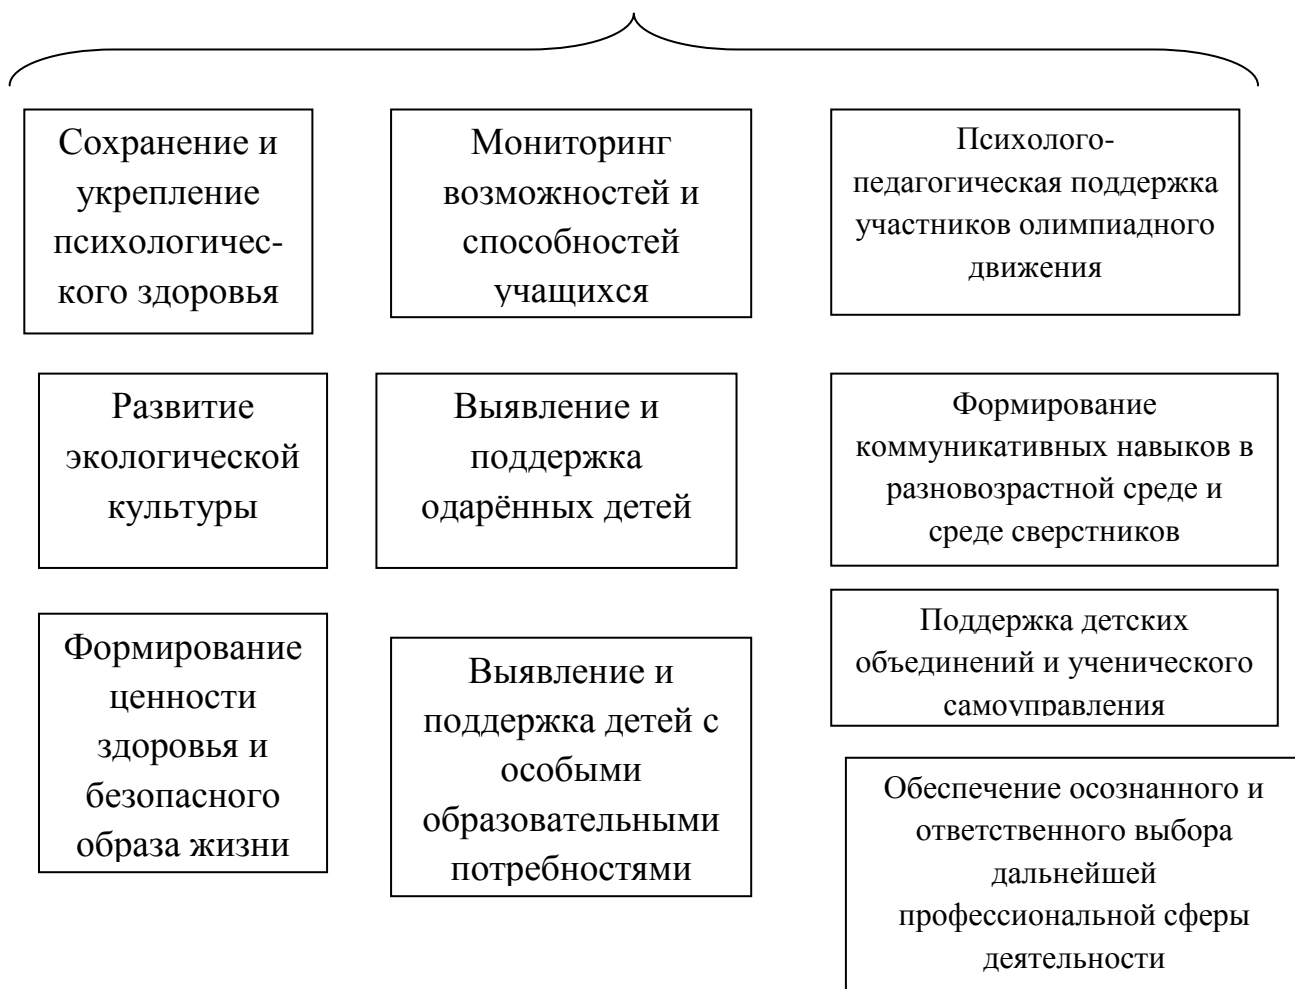 Сохранение и
укрепление
психологичес-
кого здоровья
Мониторинг
возможностей и
способностей
учащихся
Психолого-
педагогическая поддержка
участников олимпиадного
движения
Развитие
экологической
культуры
Выявление и
поддержка
одарённых детей
Формирование
коммуникативных навыков в
разновозрастной среде и
среде сверстников
Формирование
ценности
здоровья и
безопасного
образа жизни
Выявление и
поддержка детей с
особыми
образовательными
потребностями
Поддержка детских
объединений и ученического
самоуправления
Обеспечение осознанного и
ответственного выбора
дальнейшей
профессиональной сферы
деятельности